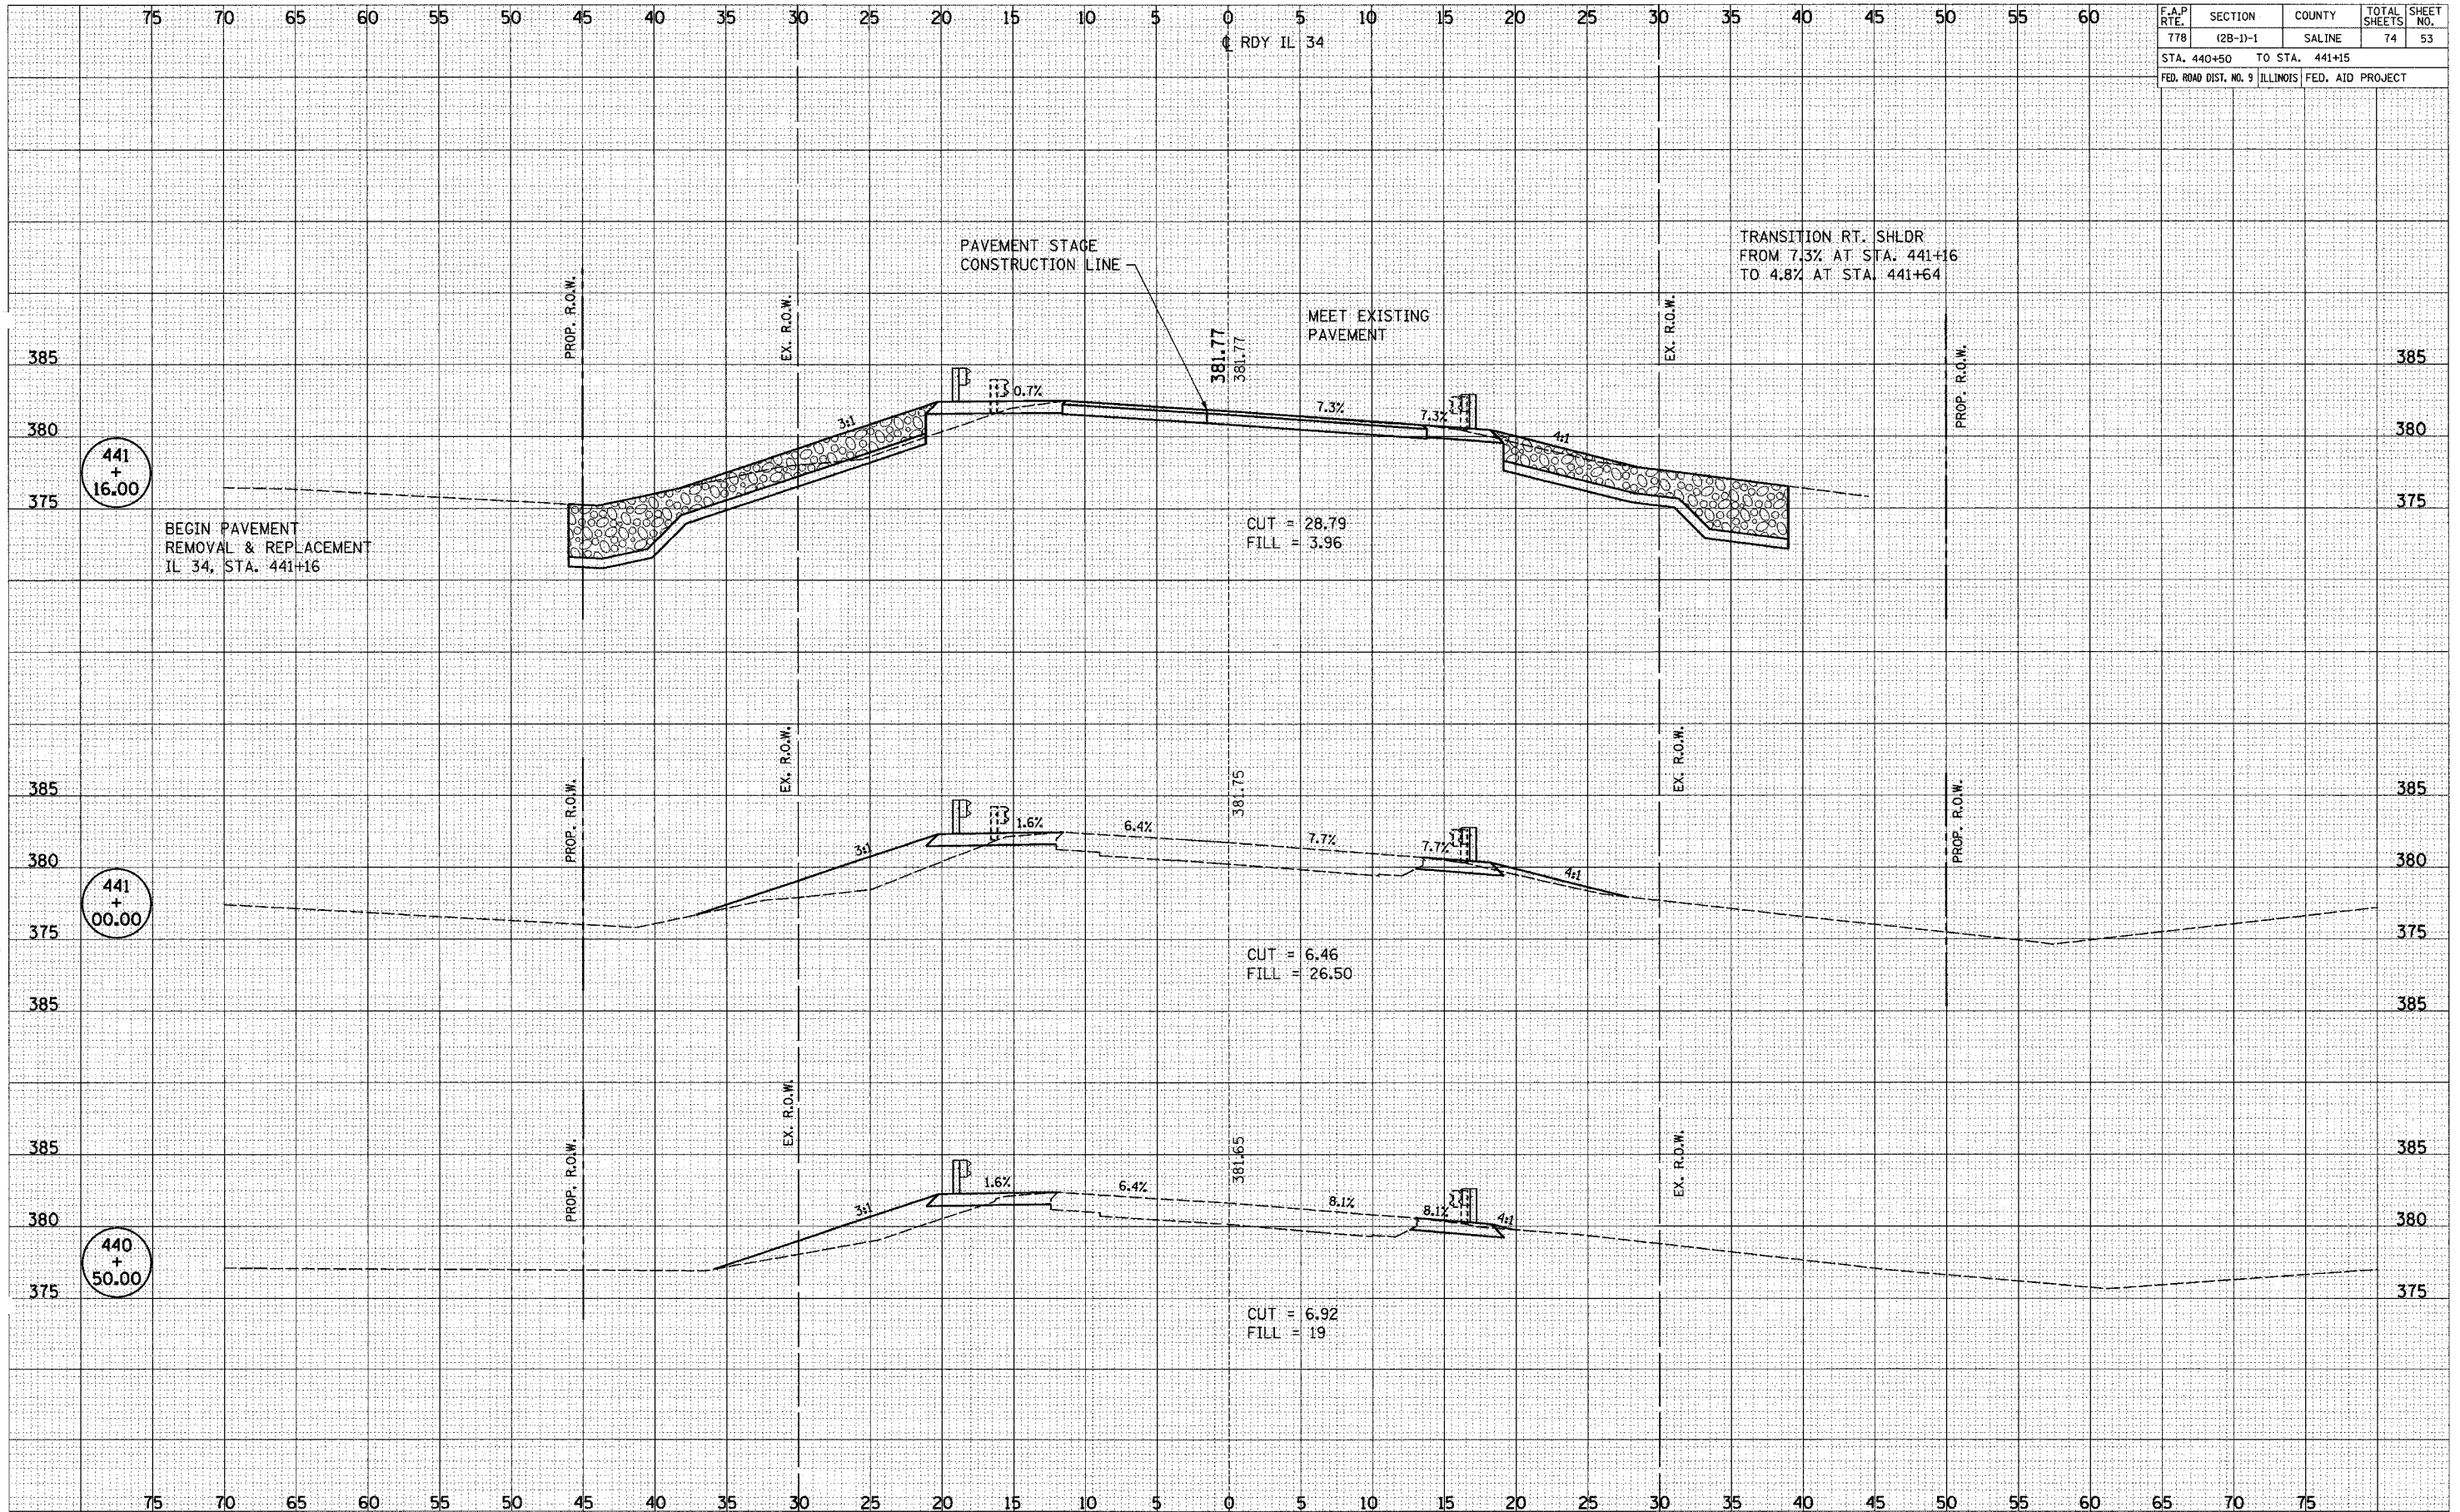 75 70 65 60 55 50 45 40 35 30 25 20 15 10 5 0 5 10 15 20 25 30 35 40 45 50 55 60
F.A.P RTE. SECTION COUNTY TOTAL SHEETS SHEET NO.
778 (2B-1)-1 SALINE 74 53
STA. 440+50 TO STA. 441+15
FED. ROAD DIST. NO. 9 ILLINOIS FED. AID PROJECT
℄ RDY IL 34
PAVEMENT STAGE
CONSTRUCTION LINE
TRANSITION RT. SHLDR
FROM 7.3% AT STA. 441+16
TO 4.8% AT STA. 441+64
MEET EXISTING
PAVEMENT
PROP. R.O.W.
EX. R.O.W.
381.77
381.77
EX. R.O.W.
PROP. R.O.W.
385
385
0.7%
7.3%
7.3%
3:1
4:1
380
380
441
+
16.00
375
375
BEGIN PAVEMENT
REMOVAL & REPLACEMENT
IL 34, STA. 441+16
CUT = 28.79
FILL = 3.96
PROP. R.O.W.
EX. R.O.W.
381.75
EX. R.O.W.
PROP. R.O.W.
385
385
1.6%
6.4%
7.7%
7.7%
3:1
4:1
380
380
441
+
00.00
375
375
CUT = 6.46
FILL = 26.50
385
385
PROP. R.O.W.
EX. R.O.W.
381.65
EX. R.O.W.
385
385
1.6%
6.4%
8.1%
8.1%
3:1
4:1
380
380
440
+
50.00
375
375
CUT = 6.92
FILL = 19
75 70 65 60 55 50 45 40 35 30 25 20 15 10 5 0 5 10 15 20 25 30 35 40 45 50 55 60 65 70 75